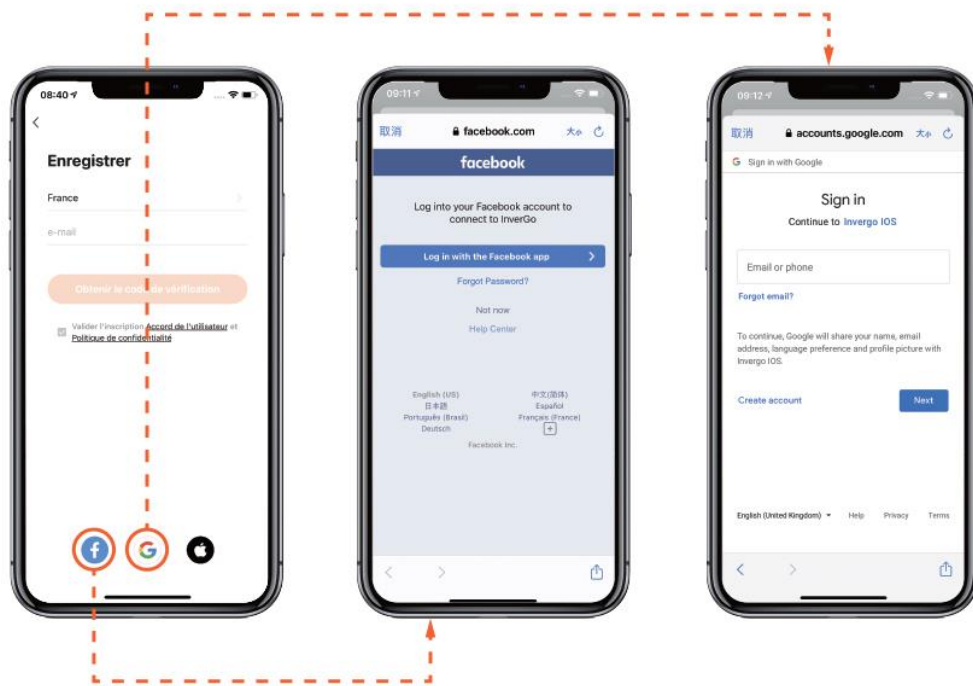 08:40
Enregistrer
France
e-mail
Obtenir le code de vérification
Valider l'inscription Accord de l'utilisateur et
Politique de confidentialité
09:11
取消
facebook.com
大小
facebook
Log into your Facebook account to
connect to InverGo
Log in with the Facebook app
Forgot Password?
Not now
Help Center
English (US)
中文(简体)
日本語
Español
Português (Brasil)
Français (France)
Deutsch
Facebook Inc.
09:12
取消
accounts.google.com
大小
G Sign in with Google
Sign in
Continue to Invergo IOS
Email or phone
Forgot email?
To continue, Google will share your name, email
address, language preference and profile picture with
Invergo IOS.
Create account
Next
English (United Kingdom)
Help
Privacy
Terms